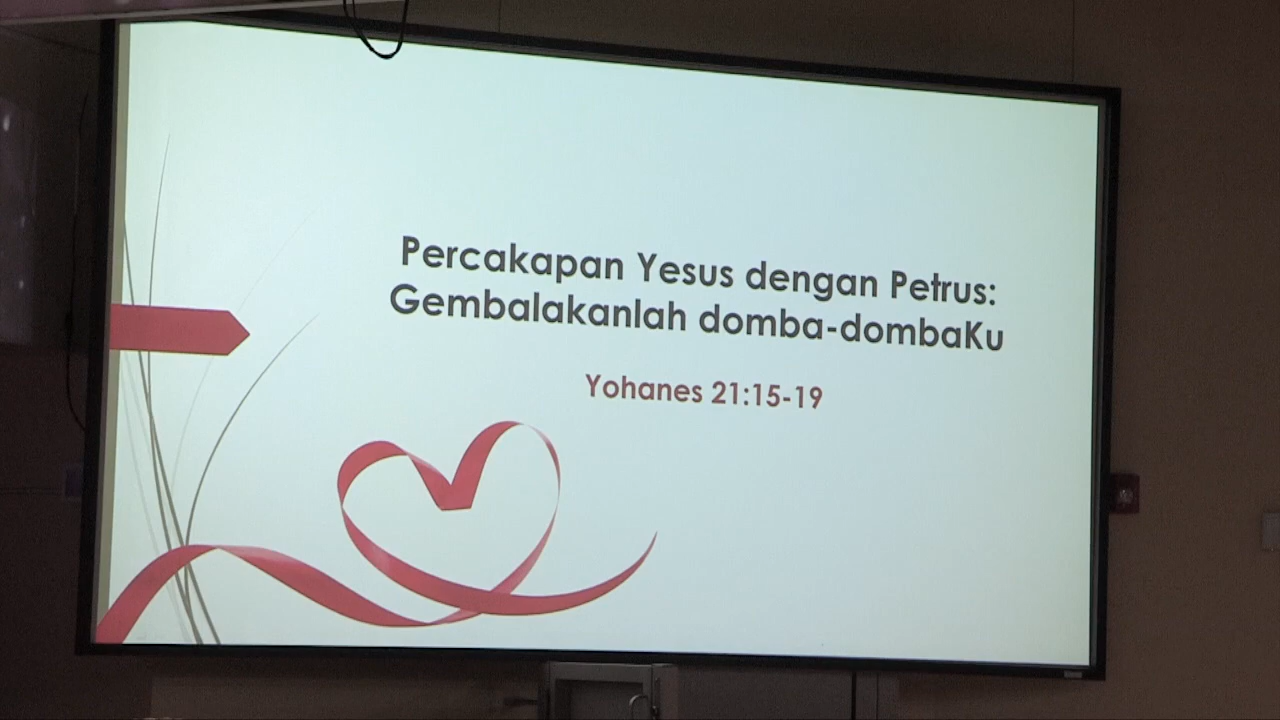 Percakapan Yesus dengan Petrus:
Gembalakanlah domba-dombaKu
Yohanes 21:15-19